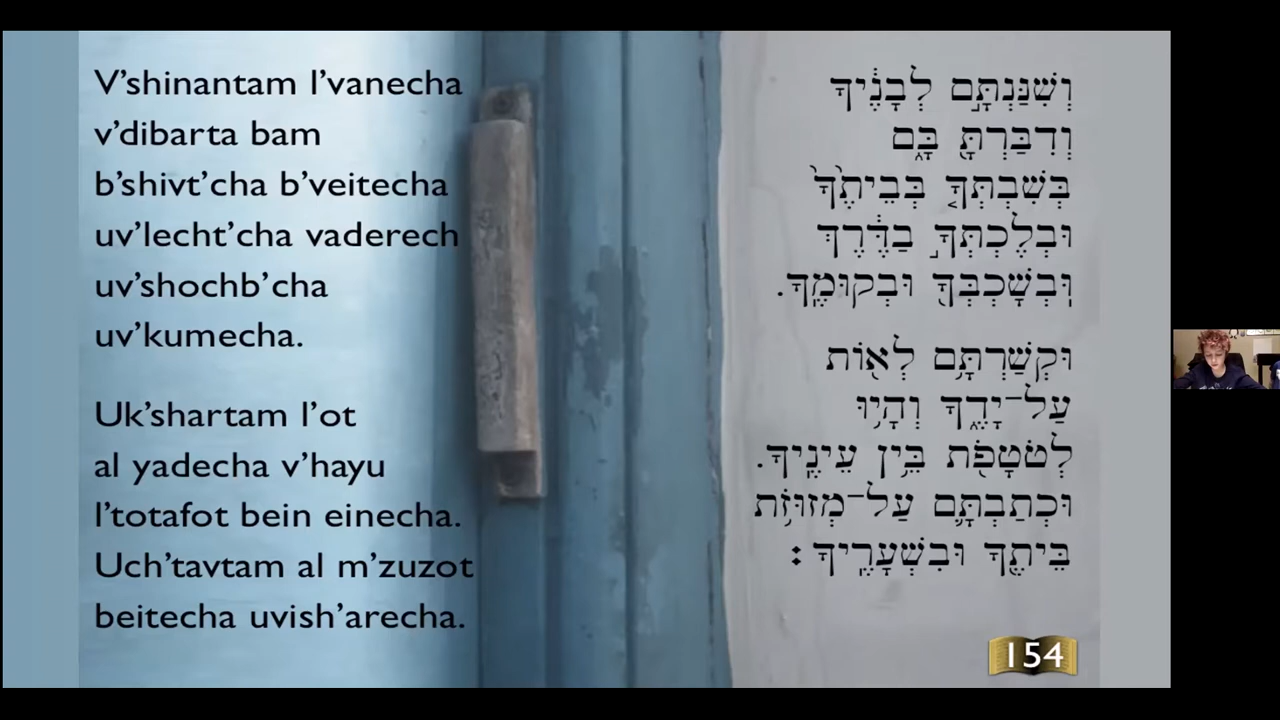 V'shinantam l'vanecha
v'dibarta bam
b'shivt'cha b'veitecha
uv'lecht'cha vaderech
uv'shochb'cha
uv'kumecha.
Uk'shartam l'ot
al yadecha v'hayu
l'totafot bein einecha.
Uch'tavtam al m'zuzot
beitecha uvish'arecha.
וְשִׁנַּנְתָּ֣ם לְבָנֶ֔יךָ
וְדִבַּרְתָּ֖ בָּ֑ם
בְּשִׁבְתְּךָ֤ בְּבֵיתֶ֙ךָ֙
וּבְלֶכְתְּךָ֣ בַדֶּ֔רֶךְ
וּֽבְשָׁכְבְּךָ֖ וּבְקוּמֶֽךָ.
וּקְשַׁרְתָּ֥ם לְא֖וֹת
עַל־יָדֶ֑ךָ וְהָי֥וּ
לְטֹטָפֹ֖ת בֵּ֥ין עֵינֶֽיךָ.
וּכְתַבְתָּ֛ם עַל־מְזוּזֹ֥ת
בֵּיתֶ֖ךָ וּבִשְׁעָרֶֽיךָ׃
154